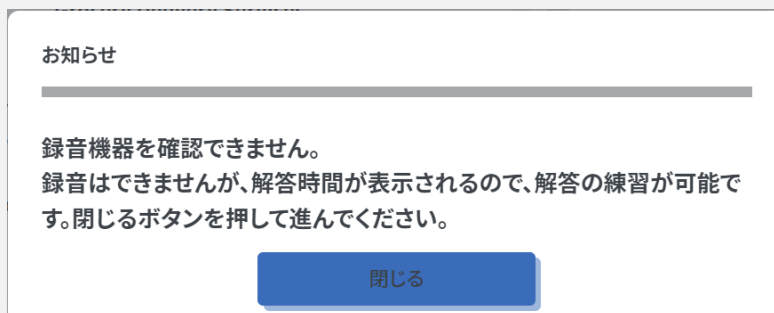 お知らせ
録音機器を確認できません。
録音はできませんが、解答時間が表示されるので、解答の練習が可能で
す。閉じるボタンを押して進んでください。
閉じる